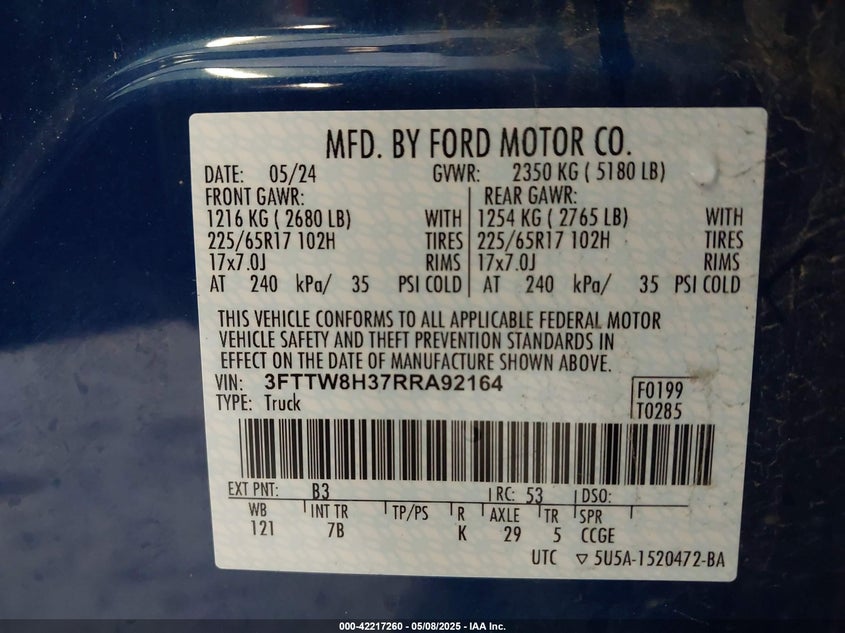 MFD. BY FORD MOTOR CO.
DATE: 05/24 GVWR: 2350 KG ( 5180 LB)
FRONT GAWR: REAR GAWR:
1216 KG ( 2680 LB) WITH 1254 KG ( 2765 LB) WITH
225/65R17 102H TIRES 225/65R17 102H TIRES
17x7.0J RIMS 17x7.0J RIMS
AT 240 kPa/ 35 PSI COLD AT 240 kPa/ 35 PSI COLD
THIS VEHICLE CONFORMS TO ALL APPLICABLE FEDERAL MOTOR
VEHICLE SAFETY AND THEFT PREVENTION STANDARDS IN
EFFECT ON THE DATE OF MANUFACTURE SHOWN ABOVE.
VIN: 3FTTW8H37RRA92164 F0199
TYPE: Truck T0285
EXT PNT: B3 RC: 53 DSO:
WB INT TR TP/PS R AXLE TR SPR
121 7B K 29 5 CCGE
UTC ▽ 5U5A-1520472-BA
000-42217260 - 05/08/2025 - IAA Inc.